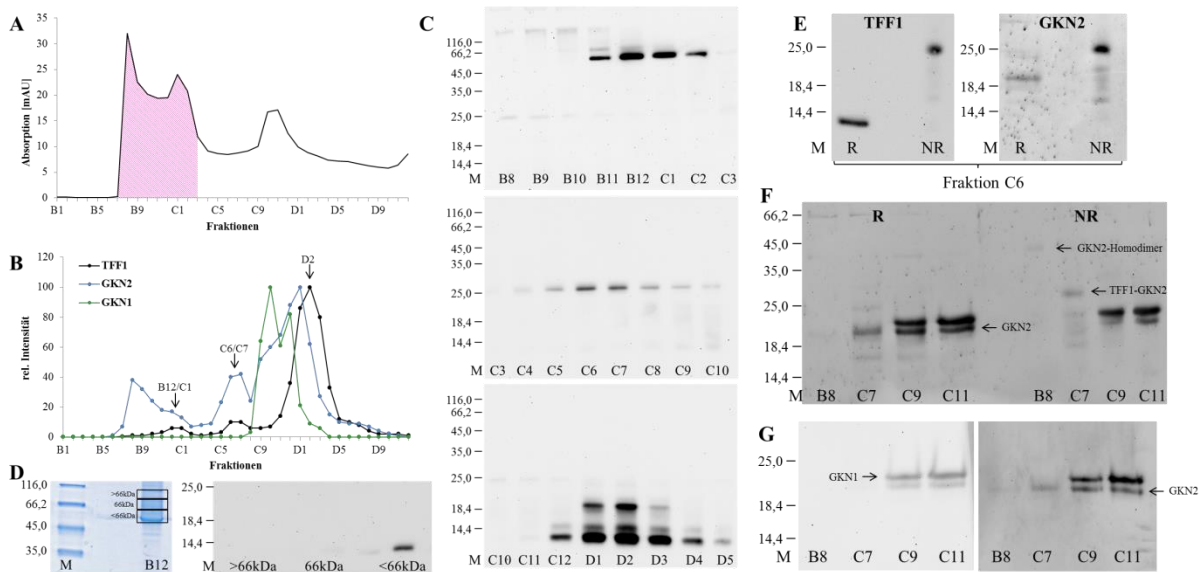 A
Absorption [mAU]
35
30
25
20
15
10
5
0
B1 B5 B9 C1 C5 C9 D1 D5 D9
Fraktionen
B
rel. Intensität
120
100
80
60
40
20
0
TFF1
GKN2
GKN1
B12/C1
C6/C7
D2
B1 B5 B9 C1 C5 C9 D1 D5 D9
Fraktionen
C
116,0
66,2
45,0
35,0
25,0
18,4
14,4
M B8 B9 B10 B11 B12 C1 C2 C3
116,0
66,2
45,0
35,0
25,0
18,4
14,4
M C3 C4 C5 C6 C7 C8 C9 C10
116,0
66,2
45,0
35,0
25,0
18,4
14,4
M C10 C11 C12 D1 D2 D3 D4 D5
D
116,0
66,2
45,0
35,0
>66kDa
66kDa
<66kDa
M B12
25,0
18,4
14,4
M >66kDa 66kDa <66kDa
E
TFF1
25,0
18,4
14,4
M R NR
GKN2
25,0
18,4
14,4
M R NR
Fraktion C6
F
R NR
66,2
45,0
35,0
25,0
18,4
14,4
GKN2-Homodimer
TFF1-GKN2
GKN2
M B8 C7 C9 C11 B8 C7 C9 C11
G
25,0
18,4
14,4
GKN1
GKN2
M B8 C7 C9 C11 B8 C7 C9 C11